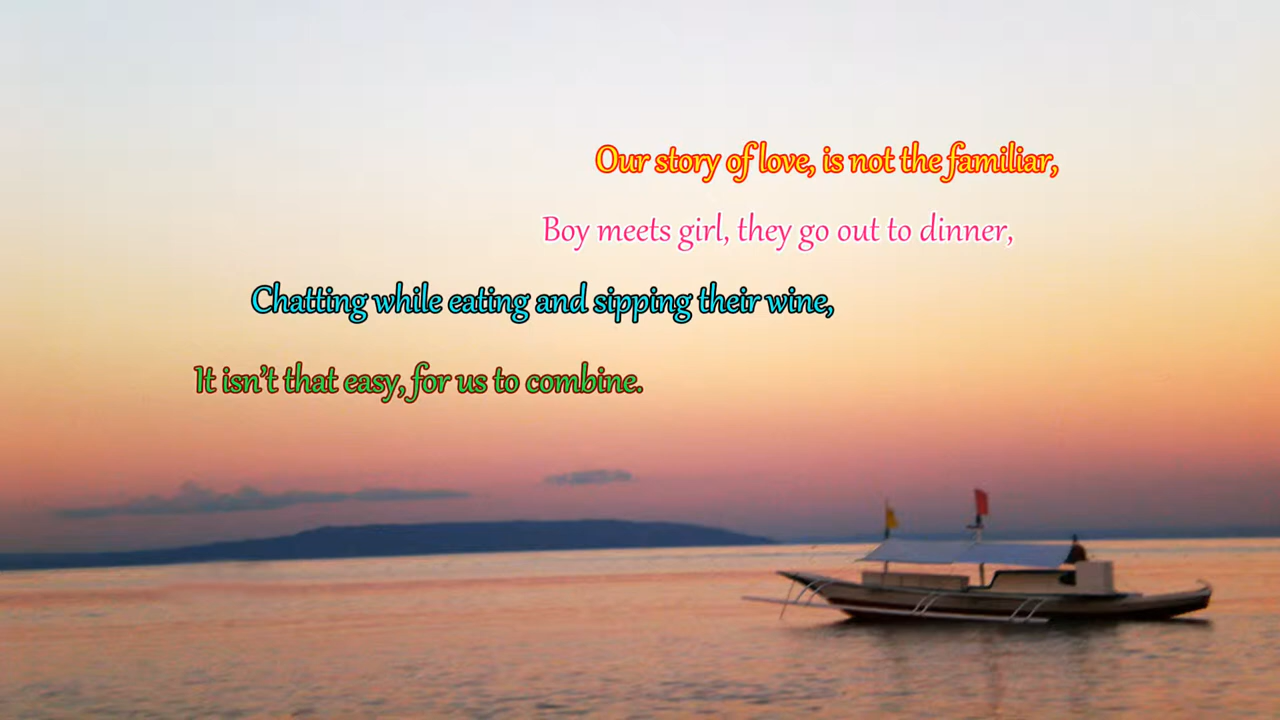 Our story of love, is not the familiar,
Boy meets girl, they go out to dinner,
Chatting while eating and sipping their wine,
It isn’t that easy, for us to combine.